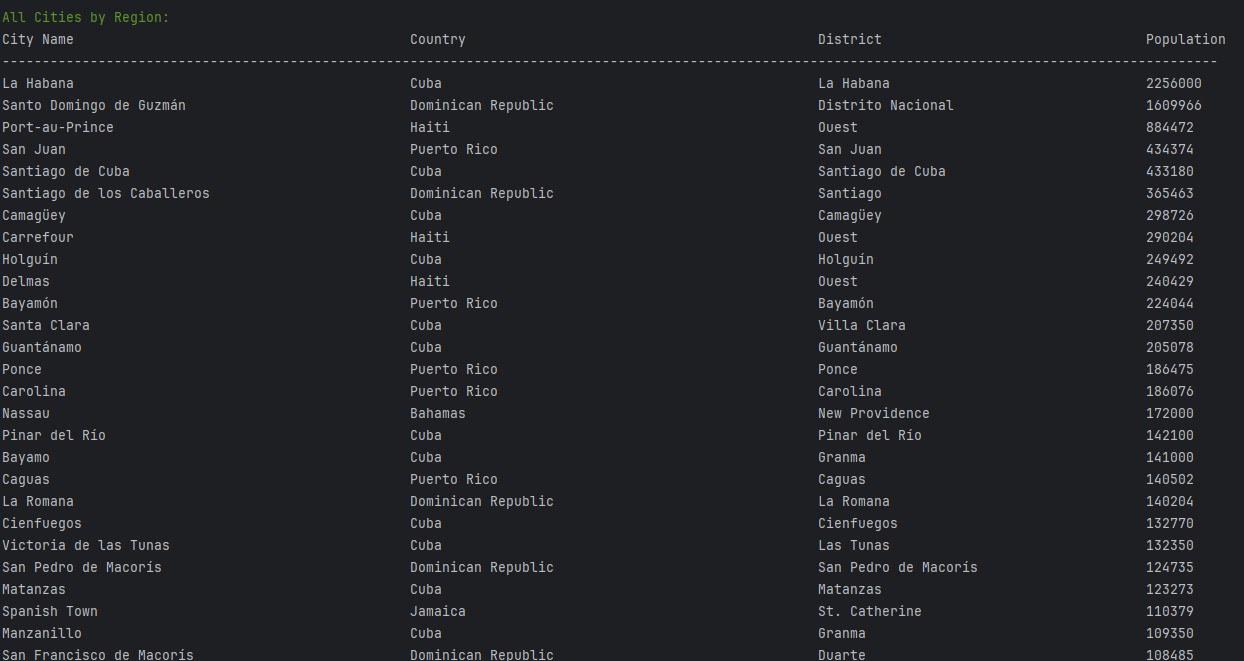 All Cities by Region:
City Name Country District Population
--------------------------------------------------------------------------------------------------------------------------------------------------------
La Habana Cuba La Habana 2256000
Santo Domingo de Guzmán Dominican Republic Distrito Nacional 1609966
Port-au-Prince Haiti Ouest 884472
San Juan Puerto Rico San Juan 434374
Santiago de Cuba Cuba Santiago de Cuba 433180
Santiago de los Caballeros Dominican Republic Santiago 365463
Camagüey Cuba Camagüey 298726
Carrefour Haiti Ouest 290204
Holguín Cuba Holguín 249492
Delmas Haiti Ouest 240429
Bayamón Puerto Rico Bayamón 224044
Santa Clara Cuba Villa Clara 207350
Guantánamo Cuba Guantánamo 205078
Ponce Puerto Rico Ponce 186475
Carolina Puerto Rico Carolina 186076
Nassau Bahamas New Providence 172000
Pinar del Río Cuba Pinar del Río 142100
Bayamo Cuba Granma 141000
Caguas Puerto Rico Caguas 140502
La Romana Dominican Republic La Romana 140204
Cienfuegos Cuba Cienfuegos 132770
Victoria de las Tunas Cuba Las Tunas 132350
San Pedro de Macorís Dominican Republic San Pedro de Macorís 124735
Matanzas Cuba Matanzas 123273
Spanish Town Jamaica St. Catherine 110379
Manzanillo Cuba Granma 109350
San Francisco de Macorís Dominican Republic Duarte 108485